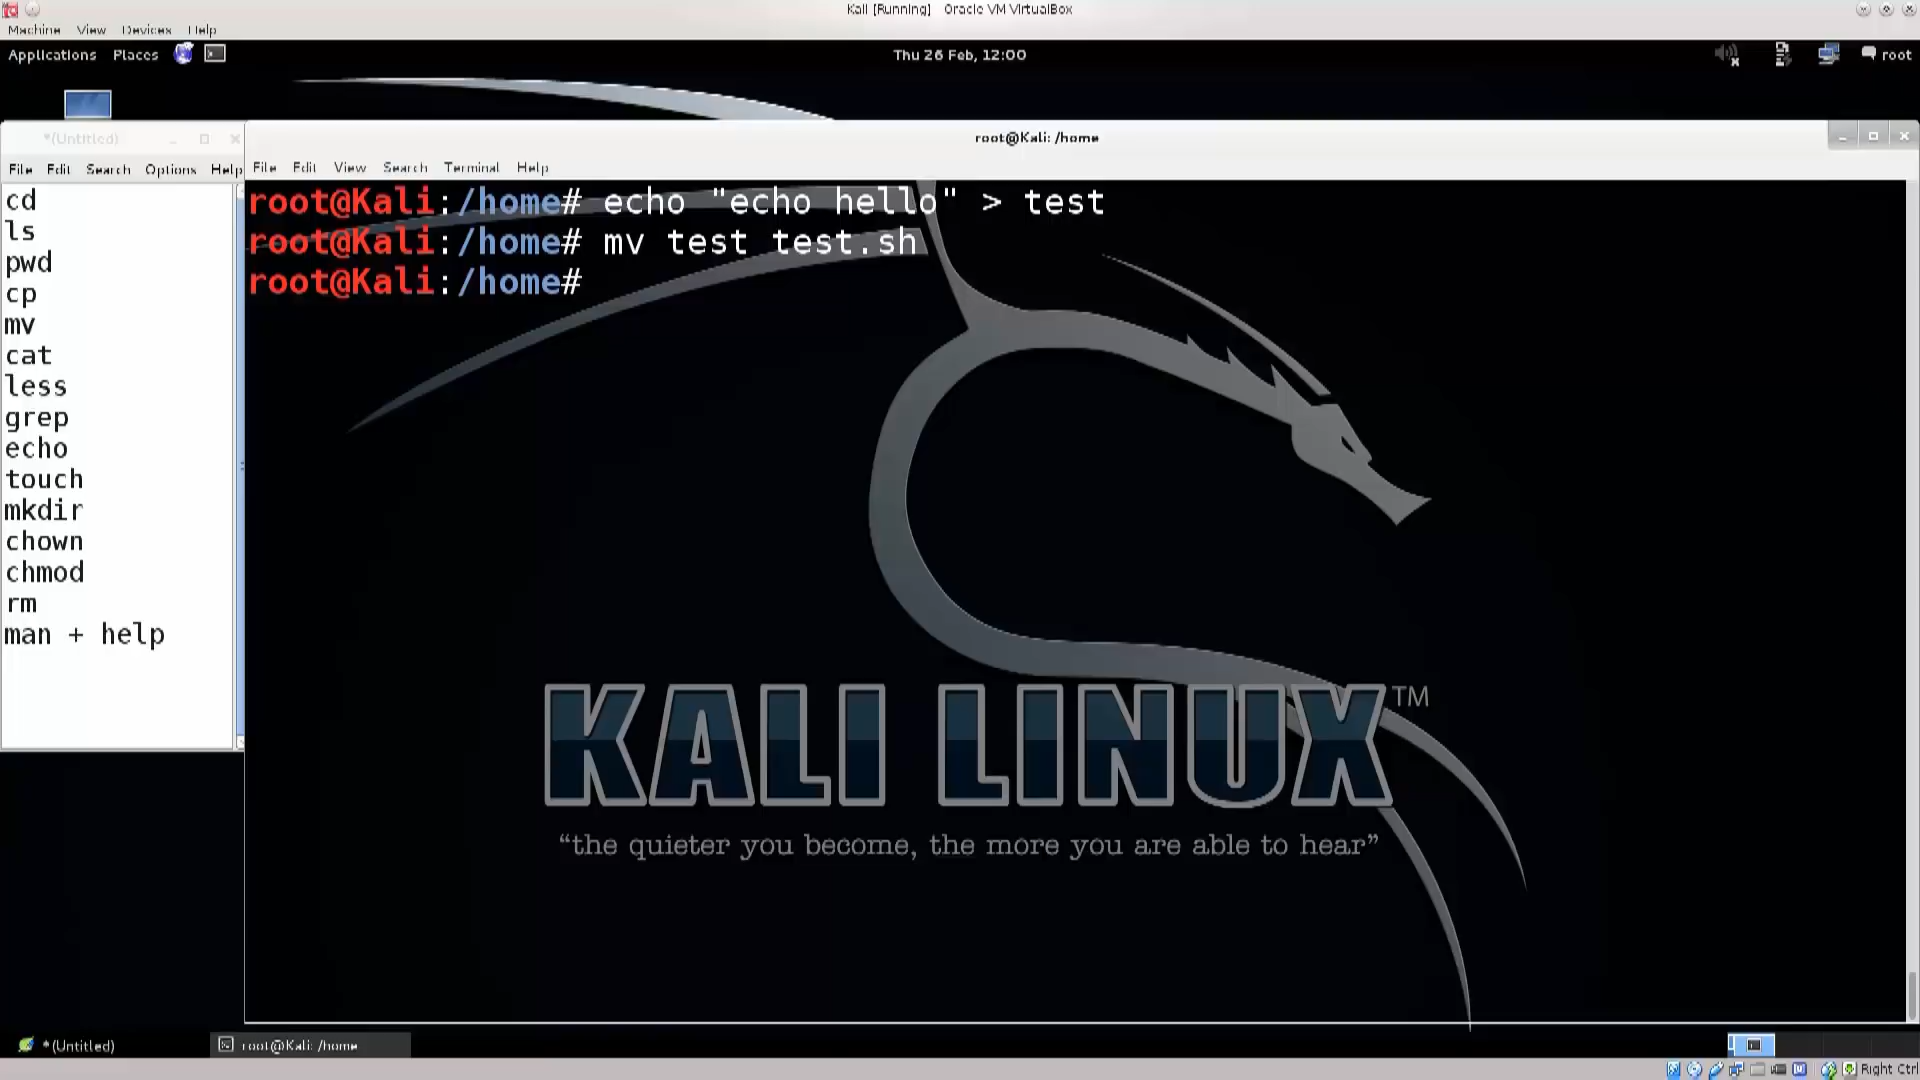 Kali [Running] - Oracle VM VirtualBox
Machine View Devices Help
Applications Places
Thu 26 Feb, 12:00
root
*(Untitled)
File Edit Search Options Help
cd
ls
pwd
cp
mv
cat
less
grep
echo
touch
mkdir
chown
chmod
rm
man + help
root@Kali: /home
File Edit View Search Terminal Help
root@Kali:/home# echo "echo hello" > test
root@Kali:/home# mv test test.sh
root@Kali:/home#
KALI LINUX™
“the quieter you become, the more you are able to hear”
*(Untitled)
root@Kali: /home
Right Ctrl